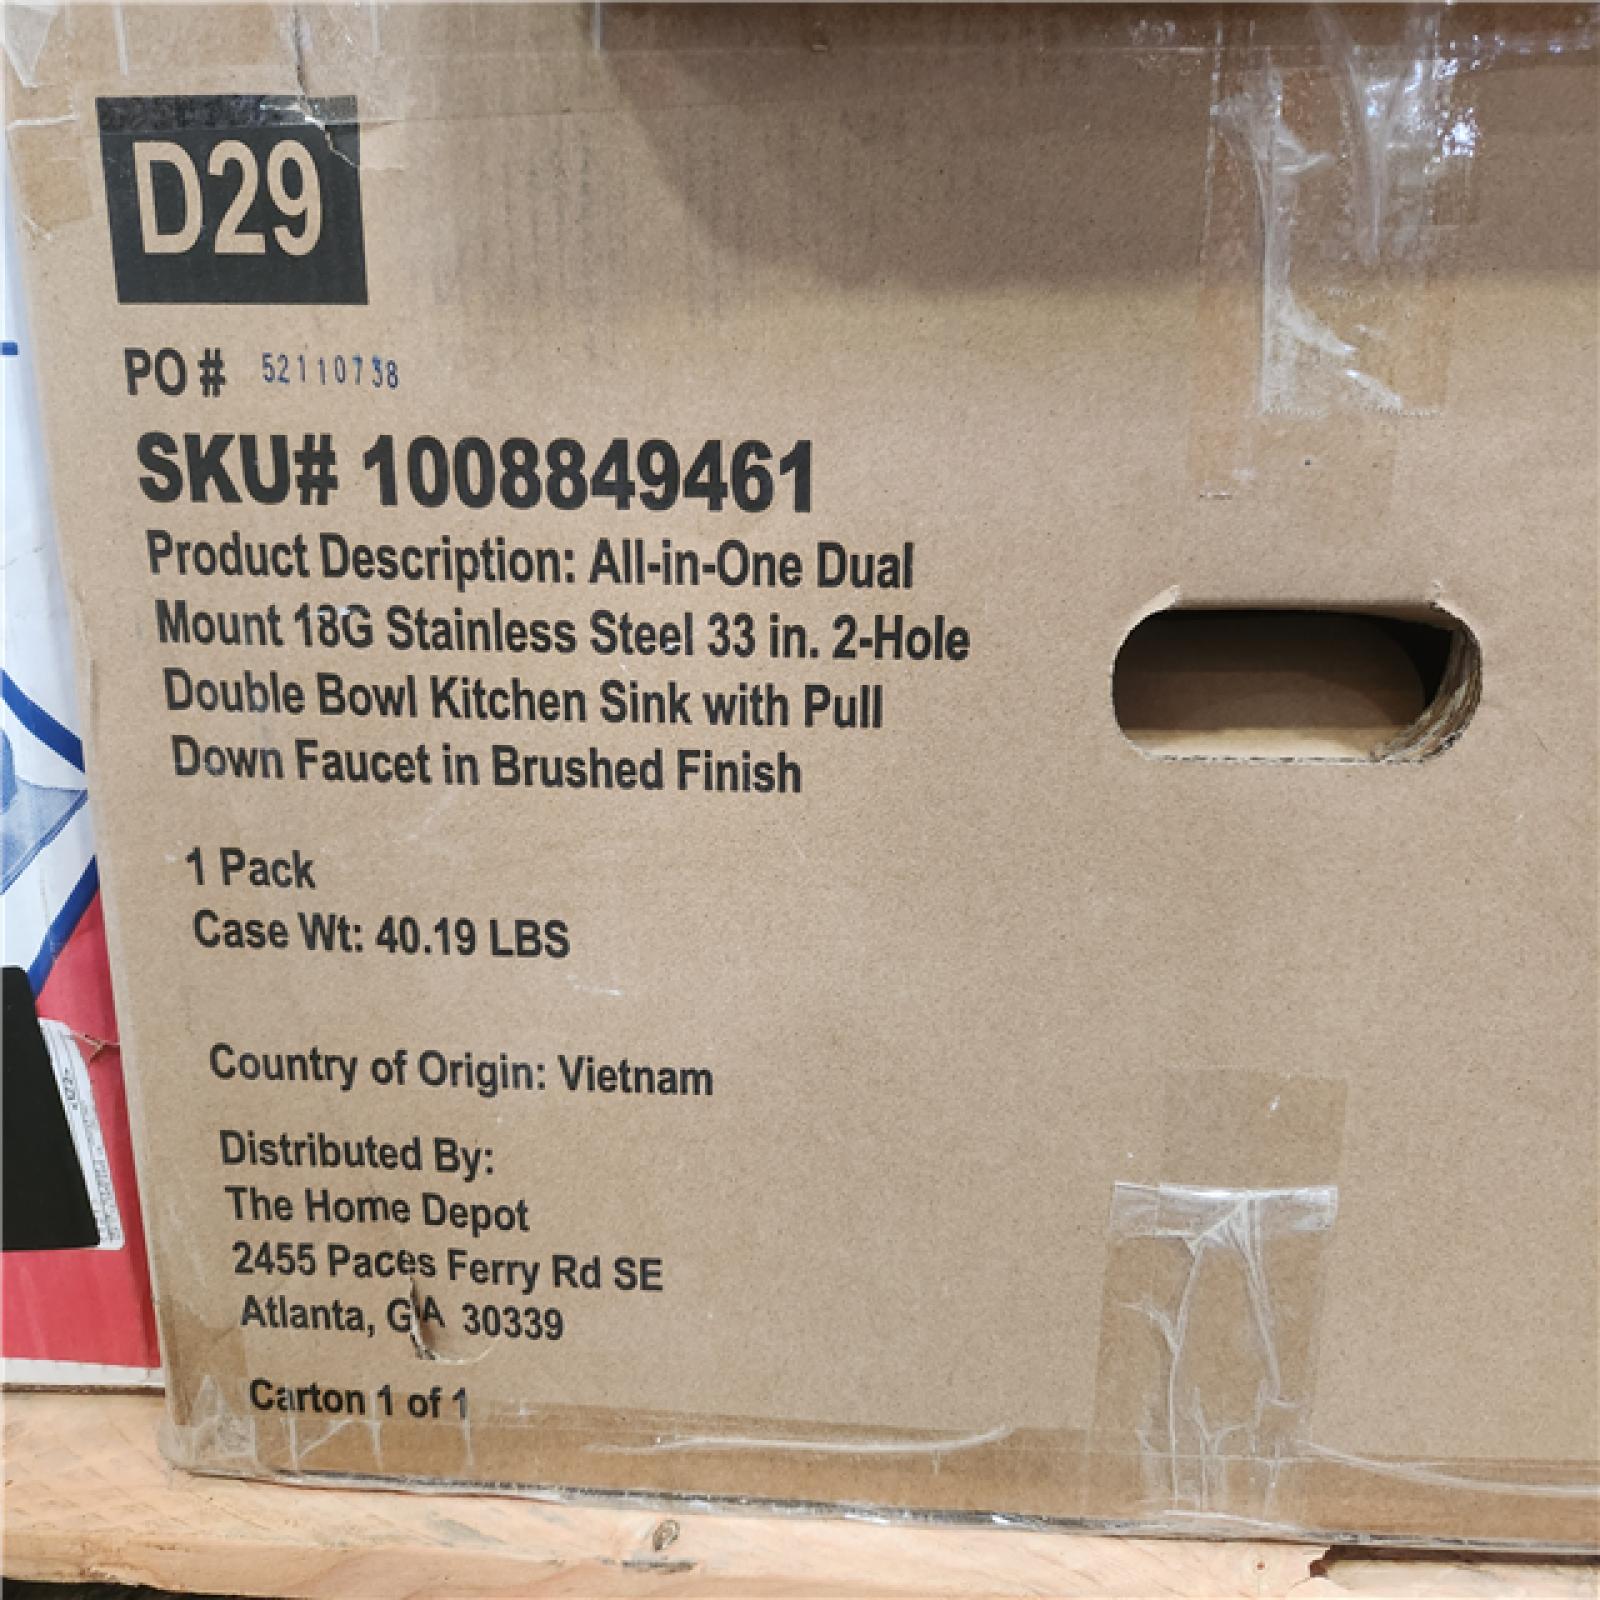 D29
PO # 52110738
SKU# 1008849461
Product Description: All-in-One Dual
Mount 18G Stainless Steel 33 in. 2-Hole
Double Bowl Kitchen Sink with Pull
Down Faucet in Brushed Finish
1 Pack
Case Wt: 40.19 LBS
Country of Origin: Vietnam
Distributed By:
The Home Depot
2455 Paces Ferry Rd SE
Atlanta, GA 30339
Carton 1 of 1